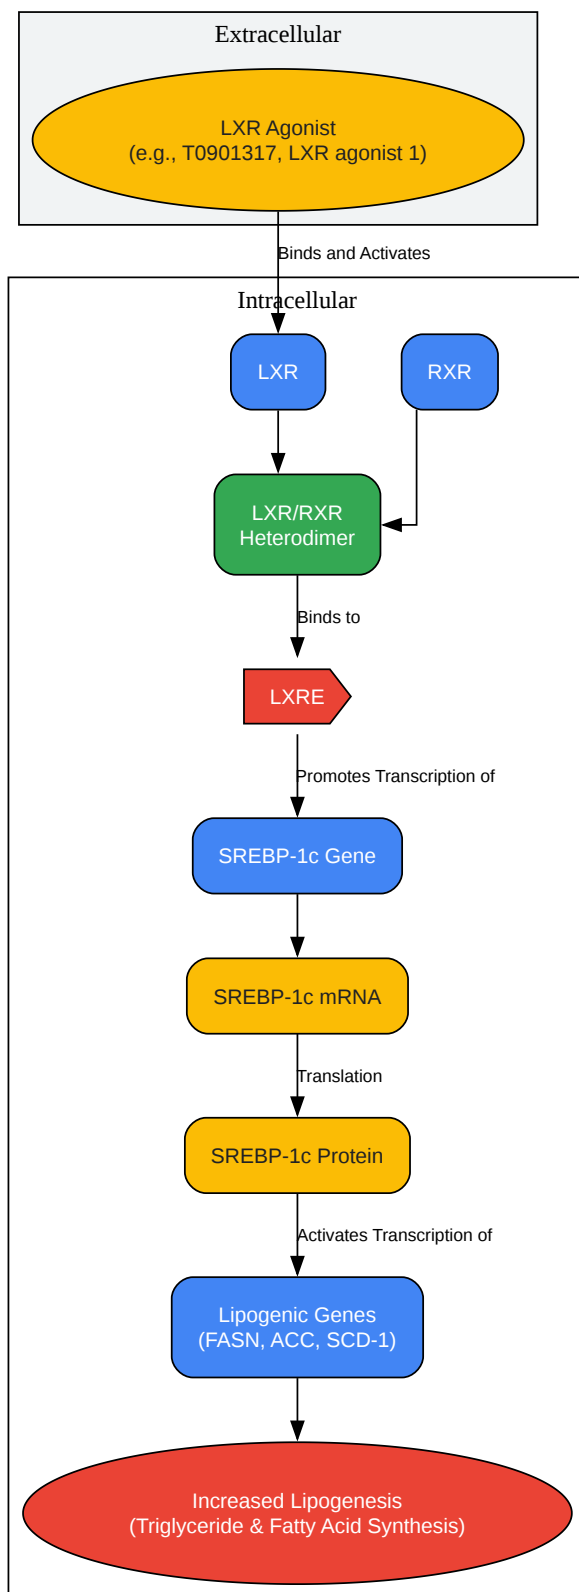 Extracellular
LXR Agonist
(e.g., T0901317, LXR agonist 1)
Binds and Activates
Intracellular
LXR
RXR
LXR/RXR
Heterodimer
Binds to
LXRE
Promotes Transcription of
SREBP-1c Gene
SREBP-1c mRNA
Translation
SREBP-1c Protein
Activates Transcription of
Lipogenic Genes
(FASN, ACC, SCD-1)
Increased Lipogenesis
(Triglyceride & Fatty Acid Synthesis)